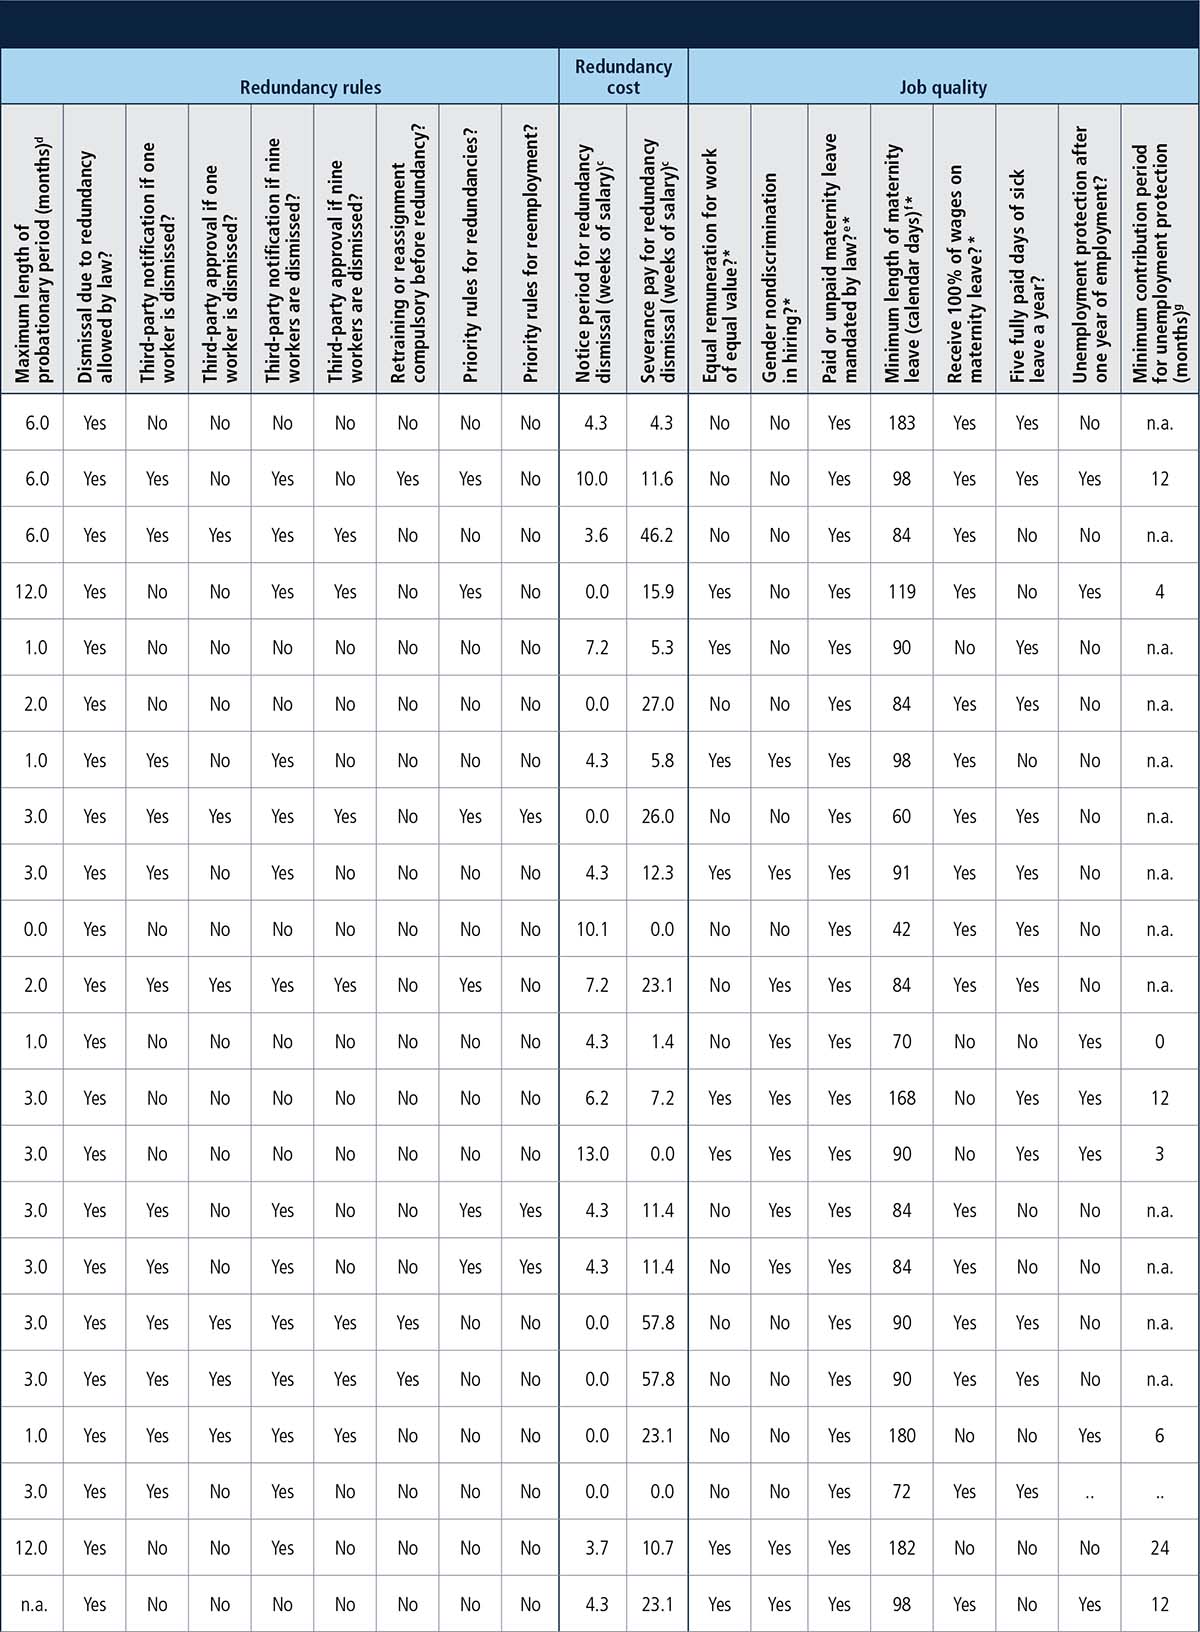 Redundancy rules
Redundancy
cost
Job quality
Maximum length of
probationary period (months)d
Dismissal due to redundancy
allowed by law?
Third-party notification if one
worker is dismissed?
Third-party approval if one
worker is dismissed?
Third-party notification if nine
workers are dismissed?
Third-party approval if nine
workers are dismissed?
Retraining or reassignment
compulsory before redundancy?
Priority rules for redundancies?
Priority rules for reemployment?
Notice period for redundancy
dismissal (weeks of salary)c
Severance pay for redundancy
dismissal (weeks of salary)c
Equal remuneration for work
of equal value?*
Gender nondiscrimination
in hiring?*
Paid or unpaid maternity leave
mandated by law?e*
Minimum length of maternity
leave (calendar days)f*
Receive 100% of wages on
maternity leave?*
Five fully paid days of sick
leave a year?
Unemployment protection after
one year of employment?
Minimum contribution period
for unemployment protection
(months)g
6.0 Yes No No No No No No No 4.3 4.3 No No Yes 183 Yes Yes No n.a.
6.0 Yes Yes No Yes No Yes Yes No 10.0 11.6 No No Yes 98 Yes Yes Yes 12
6.0 Yes Yes Yes Yes Yes No No No 3.6 46.2 No No Yes 84 Yes No No n.a.
12.0 Yes No No Yes Yes No Yes No 0.0 15.9 Yes No Yes 119 Yes No Yes 4
1.0 Yes No No No No No No No 7.2 5.3 Yes No Yes 90 No Yes No n.a.
2.0 Yes No No No No No No No 0.0 27.0 No No Yes 84 Yes Yes No n.a.
1.0 Yes Yes No Yes No No No No 4.3 5.8 Yes Yes Yes 98 Yes No No n.a.
3.0 Yes Yes Yes Yes Yes No Yes Yes 0.0 26.0 No No Yes 60 Yes Yes No n.a.
3.0 Yes Yes No Yes No No No No 4.3 12.3 Yes Yes Yes 91 Yes Yes No n.a.
0.0 Yes No No No No No No No 10.1 0.0 No No Yes 42 Yes Yes No n.a.
2.0 Yes Yes Yes Yes Yes No Yes No 7.2 23.1 No Yes Yes 84 Yes Yes No n.a.
1.0 Yes No No No No No No No 4.3 1.4 No Yes Yes 70 No No Yes 0
3.0 Yes No No No No No No No 6.2 7.2 Yes Yes Yes 168 No Yes Yes 12
3.0 Yes No No No No No No No 13.0 0.0 Yes Yes Yes 90 No Yes Yes 3
3.0 Yes Yes No Yes No No Yes Yes 4.3 11.4 No Yes Yes 84 Yes No No n.a.
3.0 Yes Yes No Yes No No Yes Yes 4.3 11.4 No Yes Yes 84 Yes No No n.a.
3.0 Yes Yes Yes Yes Yes Yes No No 0.0 57.8 No No Yes 90 Yes Yes No n.a.
3.0 Yes Yes Yes Yes Yes Yes No No 0.0 57.8 No No Yes 90 Yes Yes No n.a.
1.0 Yes Yes Yes Yes Yes No No No 0.0 23.1 No No Yes 180 No No Yes 6
3.0 Yes Yes No Yes No No No No 0.0 0.0 No No Yes 72 Yes Yes .. ..
12.0 Yes No No Yes No No No No 3.7 10.7 Yes Yes Yes 182 No No No 24
n.a. Yes No No No No No No No 4.3 23.1 Yes Yes Yes 98 Yes No Yes 12